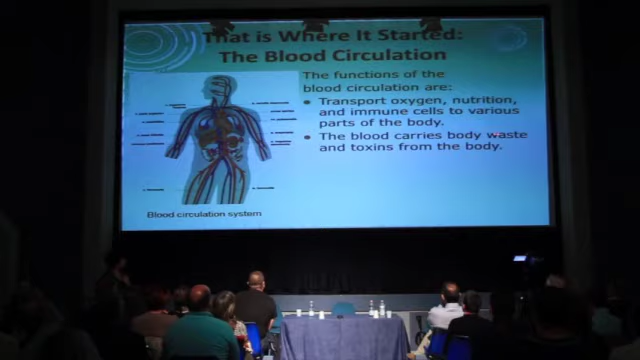 That is Where It Started:
The Blood Circulation
The functions of the
blood circulation are:
• Transport oxygen, nutrition,
and immune cells to various
parts of the body.
• The blood carries body waste
and toxins from the body.
Blood circulation system